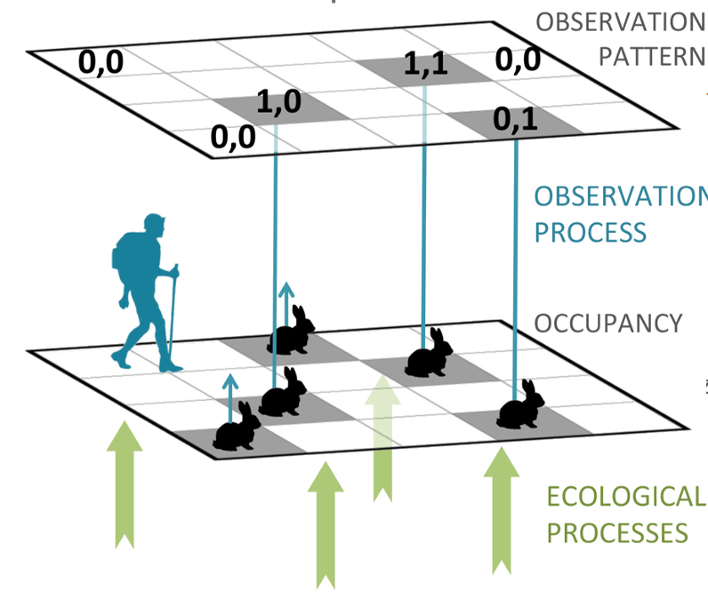 OBSERVATION
PATTERN
0,0
1,1
0,0
1,0
0,1
0,0
OBSERVATION
PROCESS
OCCUPANCY
ECOLOGICAL
PROCESSES